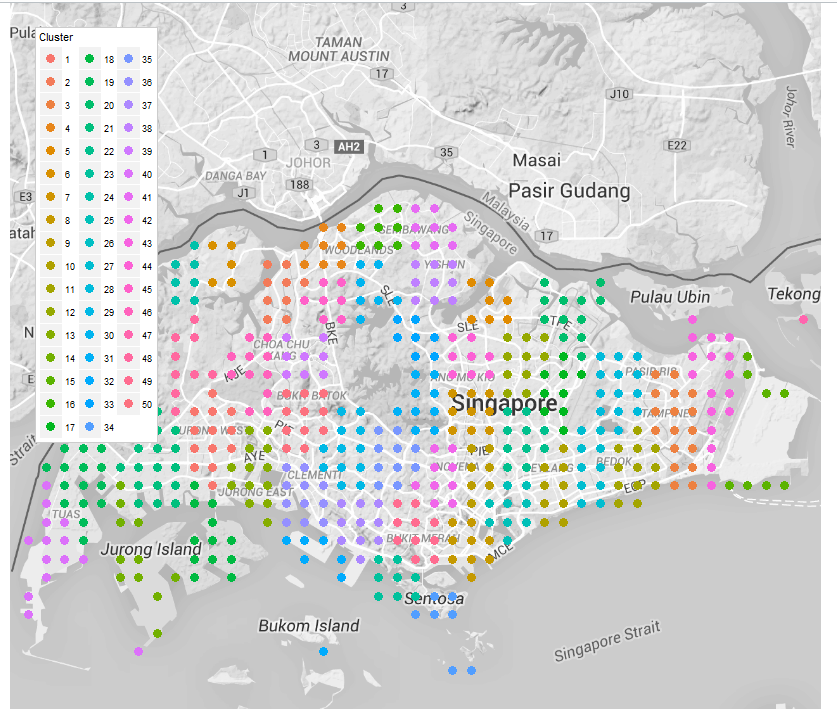 3
Pula
TAMAN
MOUNT AUSTIN
17
J10
Johor River
Cluster
1 18 35
2 19 36
3 20 37
4 21 38
5 22 39
6 23 40
7 24 41
8 25 42
9 26 43
10 27 44
11 28 45
12 29 46
13 30 47
14 31 48
15 32 49
16 33 50
17 34
1
3
AH2
35
E22
JOHOR
Masai
DANGA BAY
188
J1
Pasir Gudang
E3
atah
Malaysia
Singapore
17
SEMBAWANG
WOODLANDS
YISHUN
SLE
Pulau Ubin
Tekong
N
BKE
SLE
TPE
CHOA CHU
KANG
E
KJE
ANG MO KIO
PASIR RIS
BUKIT BATOK
Singapore
TAMPINES
JURONG WEST
PIE
Strait
AYE
PIE
NOVENA
GEYLANG
BEDOK
CLEMENTI
JURONG EAST
ECP
TUAS
BUKIT MERAH
MCE
Jurong Island
Sentosa
Bukom Island
Singapore Strait